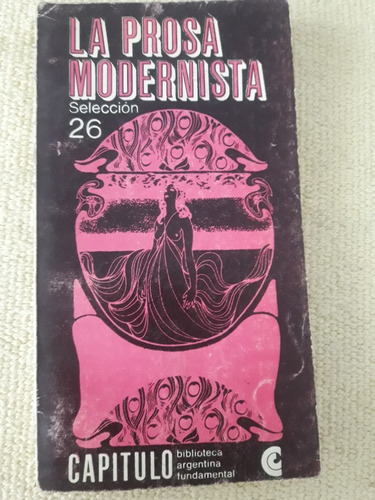 LA PROSA
MODERNISTA
Selección
26
CAPITULO
biblioteca
argentina
fundamental